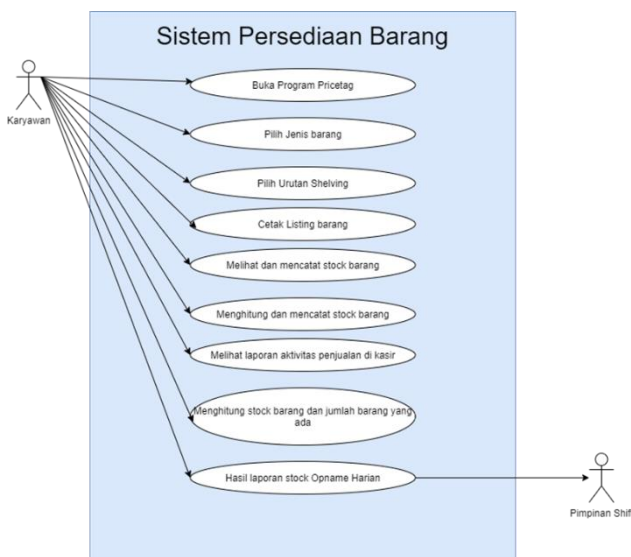 Sistem Persediaan Barang
Karyawan
Buka Program Pricetag
Pilih Jenis barang
Pilih Urutan Shelving
Cetak Listing barang
Melihat dan mencatat stock barang
Menghitung dan mencatat stock barang
Melihat laporan aktivitas penjualan di kasir
Menghitung stock barang dan jumlah barang yang
ada
Hasil laporan stock Opname Harian
Pimpinan Shif